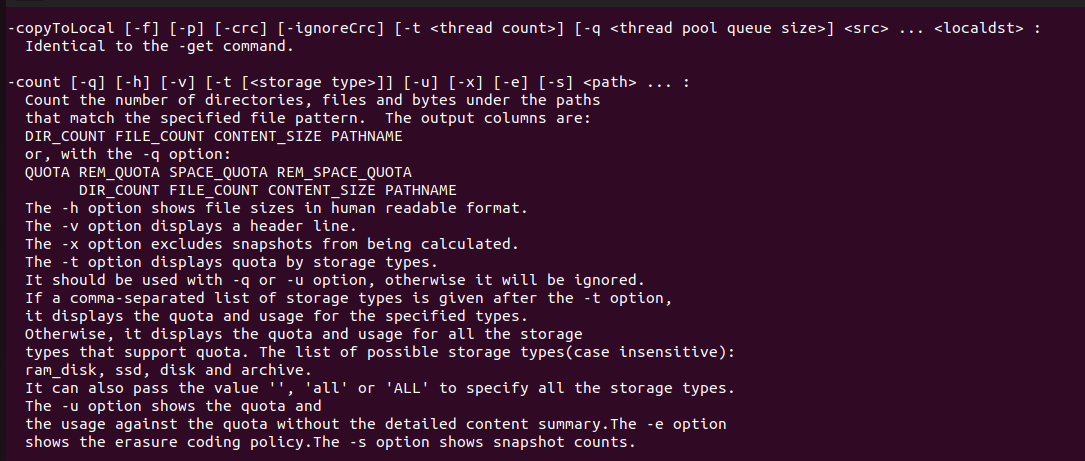 -copyToLocal [-f] [-p] [-crc] [-ignoreCrc] [-t <thread count>] [-q <thread pool queue size>] <src> ... <localdst> :
  Identical to the -get command.

-count [-q] [-h] [-v] [-t [<storage type>]] [-u] [-x] [-e] [-s] <path> ... :
  Count the number of directories, files and bytes under the paths
  that match the specified file pattern.  The output columns are:
  DIR_COUNT FILE_COUNT CONTENT_SIZE PATHNAME
  or, with the -q option:
  QUOTA REM_QUOTA SPACE_QUOTA REM_SPACE_QUOTA
        DIR_COUNT FILE_COUNT CONTENT_SIZE PATHNAME
  The -h option shows file sizes in human readable format.
  The -v option displays a header line.
  The -x option excludes snapshots from being calculated.
  The -t option displays quota by storage types.
  It should be used with -q or -u option, otherwise it will be ignored.
  If a comma-separated list of storage types is given after the -t option,
  it displays the quota and usage for the specified types.
  Otherwise, it displays the quota and usage for all the storage
  types that support quota. The list of possible storage types(case insensitive):
  ram_disk, ssd, disk and archive.
  It can also pass the value '', 'all' or 'ALL' to specify all the storage types.
  The -u option shows the quota and
  the usage against the quota without the detailed content summary.The -e option
  shows the erasure coding policy.The -s option shows snapshot counts.